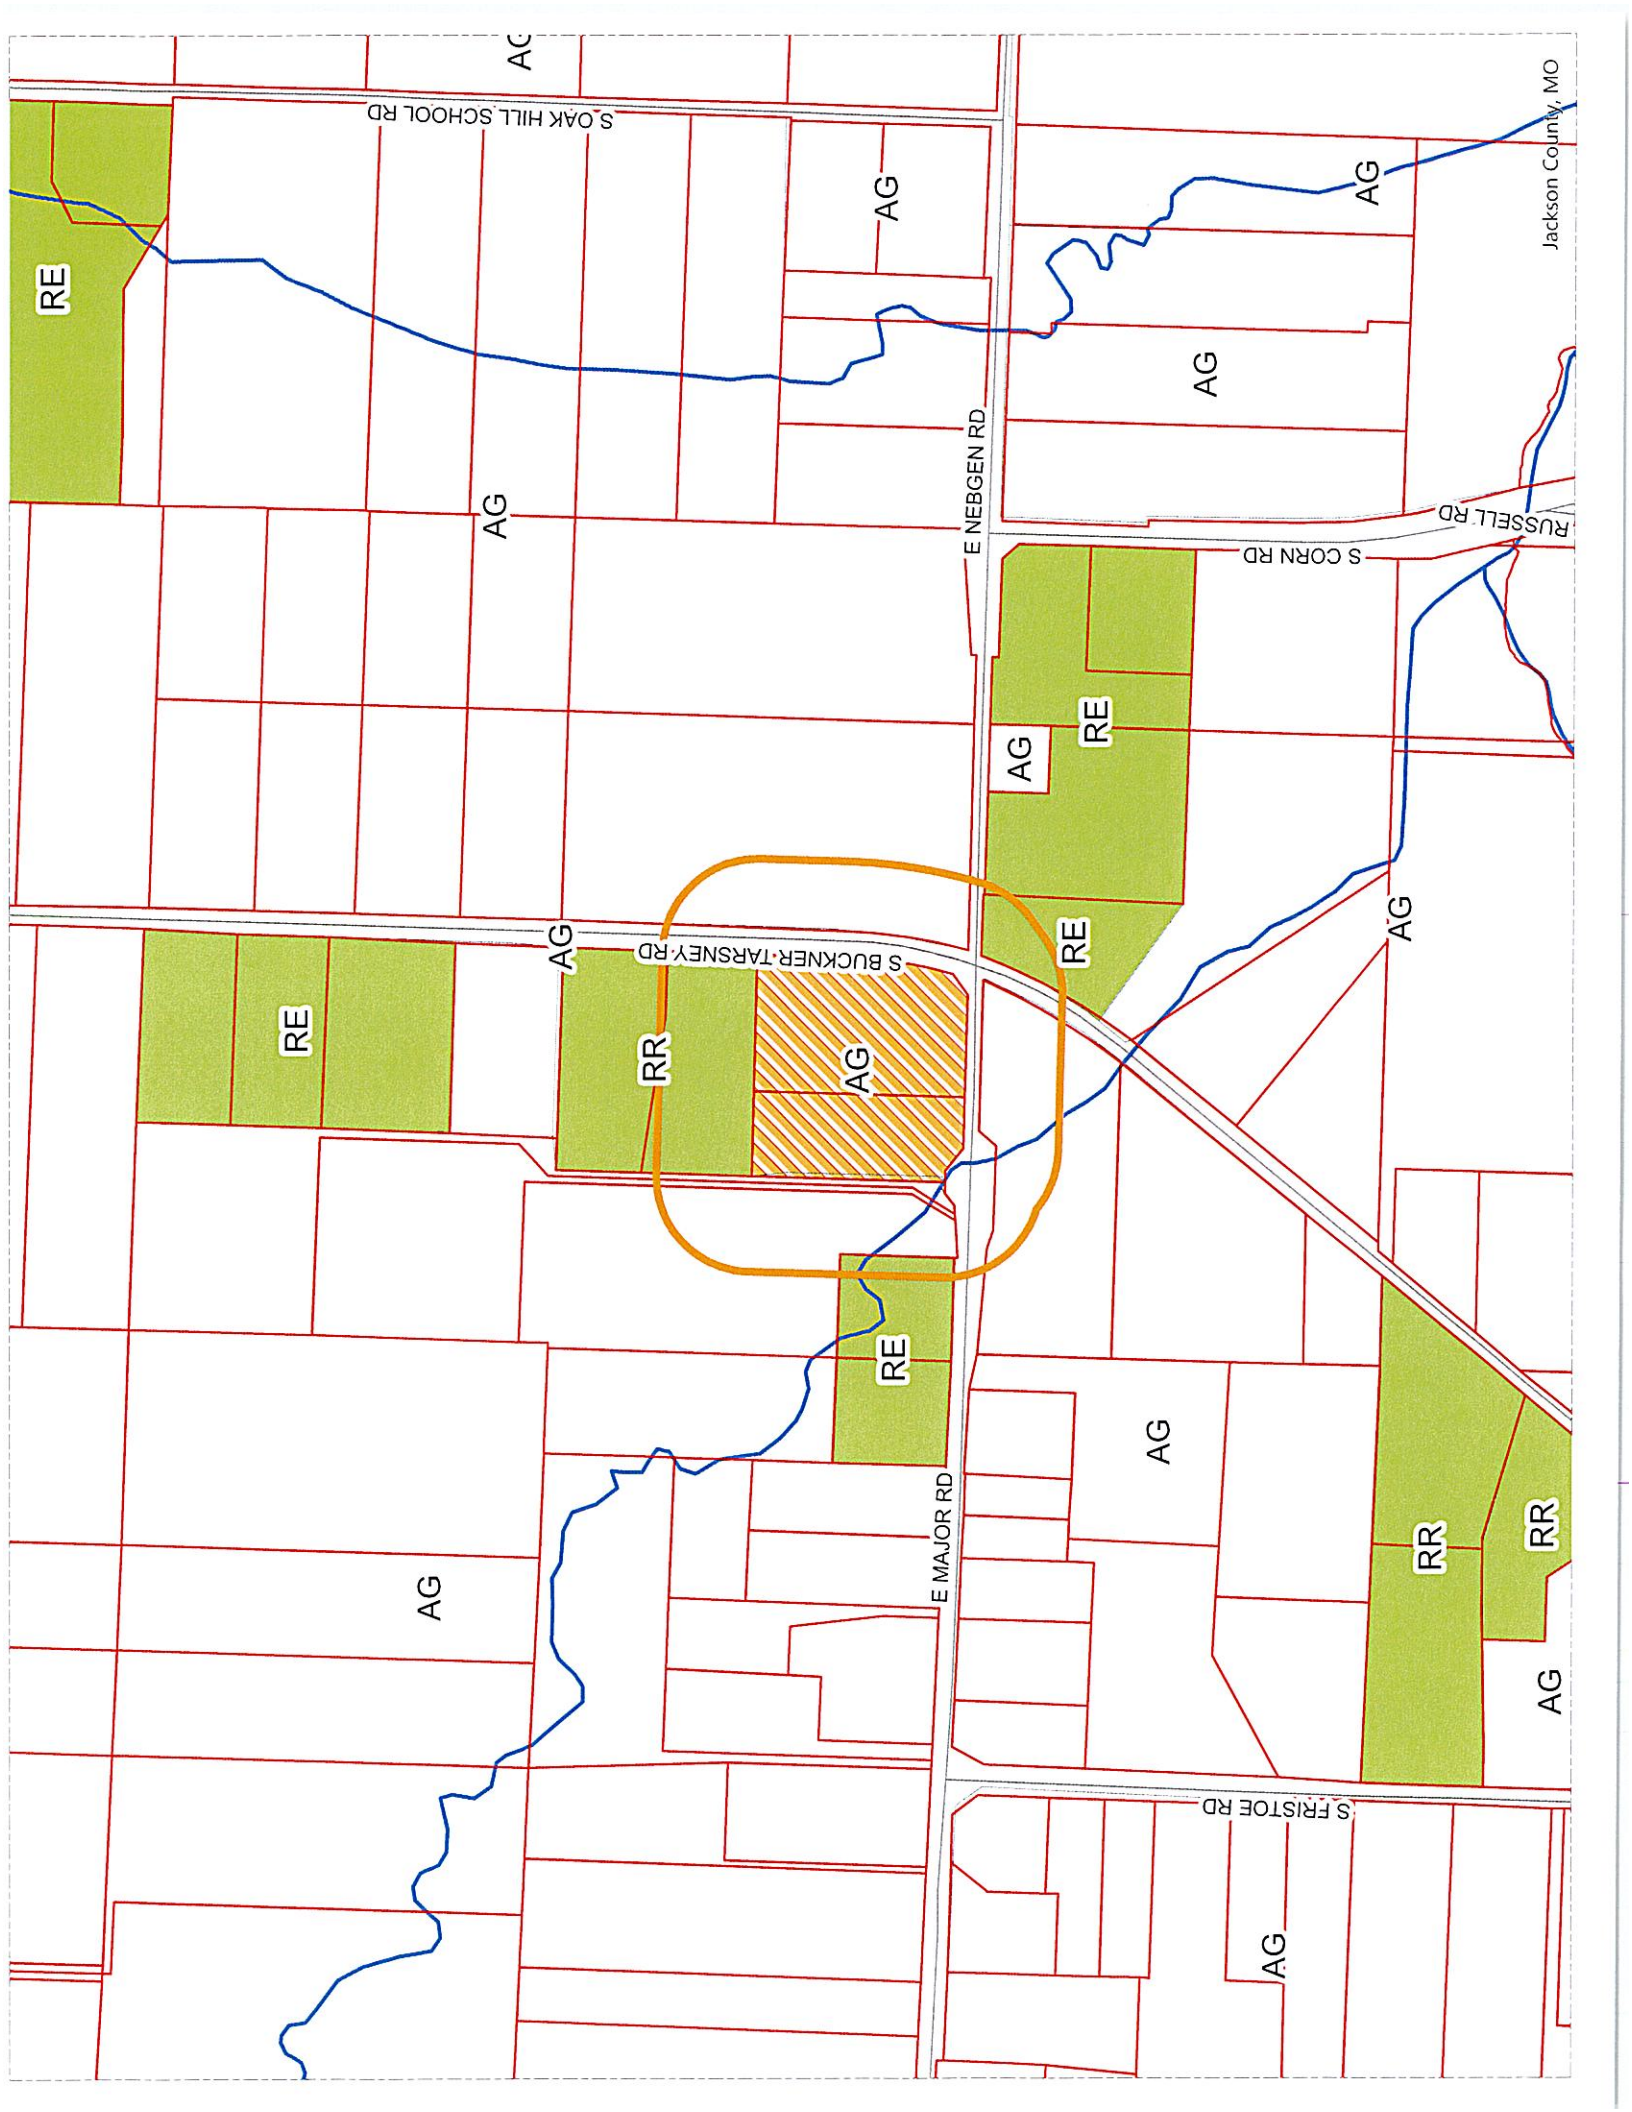 AG
S OAK HILL SCHOOL RD
Jackson County, MO
AG
AG
RE
AG
E NEBGEN RD
AG
RUSSELL RD
S CORN RD
RE
AG
AG
RE
AG
S BUCKNER-TARSNEY RD
RE
RR
AG
RE
AG
E MAJOR RD
RR
RR
AG
AG
S FRISTOE RD
AG